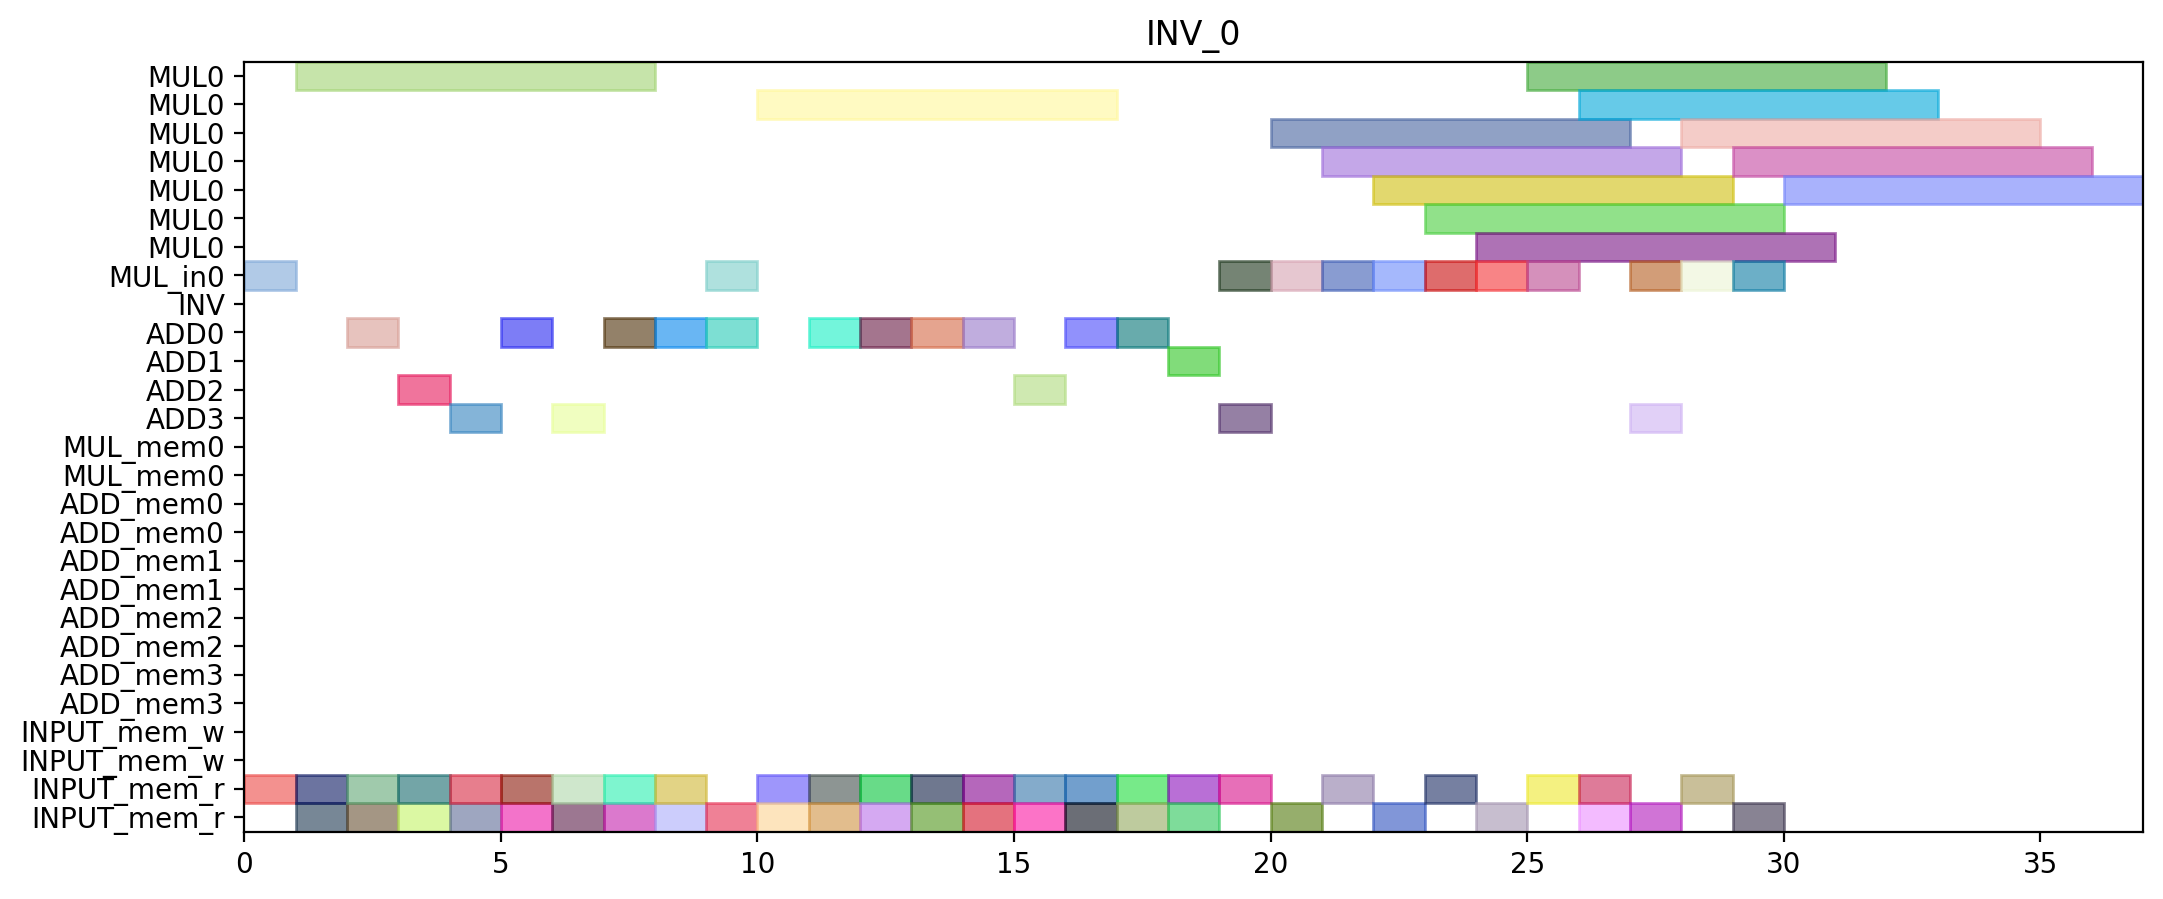 INV_0
MUL0
MUL0
MUL0
MUL0
MUL0
MUL0
MUL0
MUL_in0
INV
ADD0
ADD1
ADD2
ADD3
MUL_mem0
MUL_mem0
ADD_mem0
ADD_mem0
ADD_mem1
ADD_mem1
ADD_mem2
ADD_mem2
ADD_mem3
ADD_mem3
INPUT_mem_w
INPUT_mem_w
INPUT_mem_r
INPUT_mem_r
0 5 10 15 20 25 30 35